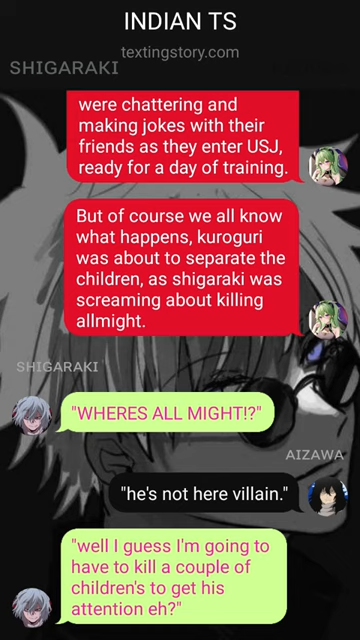 INDIAN TS
textingstory.com
SHIGARAKI
were chattering and
making jokes with their
friends as they enter USJ,
ready for a day of training.
But of course we all know
what happens, kuroguri
was about to separate the
children, as shigaraki was
screaming about killing
allmight.
SHIGARAKI
"WHERES ALL MIGHT!?"
AIZAWA
"he's not here villain."
"well I guess I'm going to
have to kill a couple of
children's to get his
attention eh?"